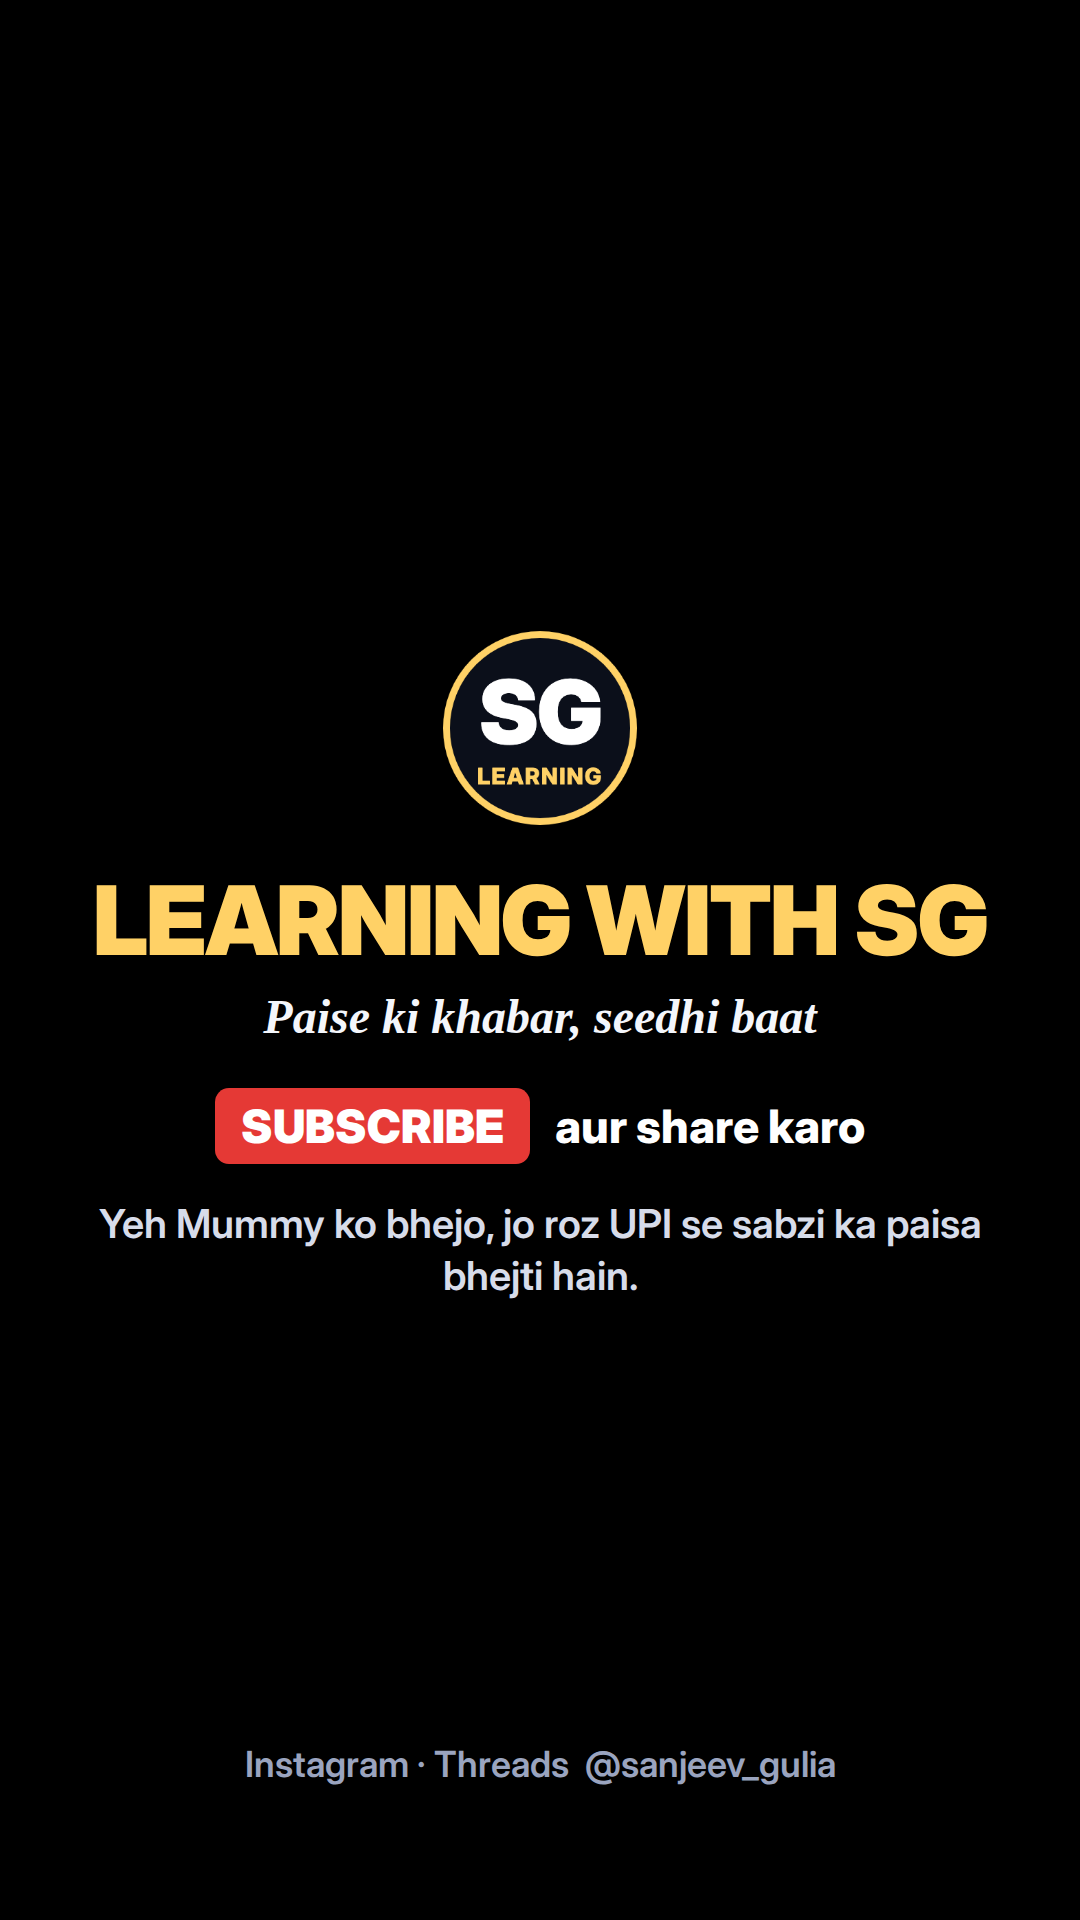 SG
LEARNING
LEARNING WITH SG
Paise ki khabar, seedhi baat
SUBSCRIBE aur share karo
Yeh Mummy ko bhejo, jo roz UPI se sabzi ka paisa
bhejti hain.
Instagram · Threads @sanjeev_gulia